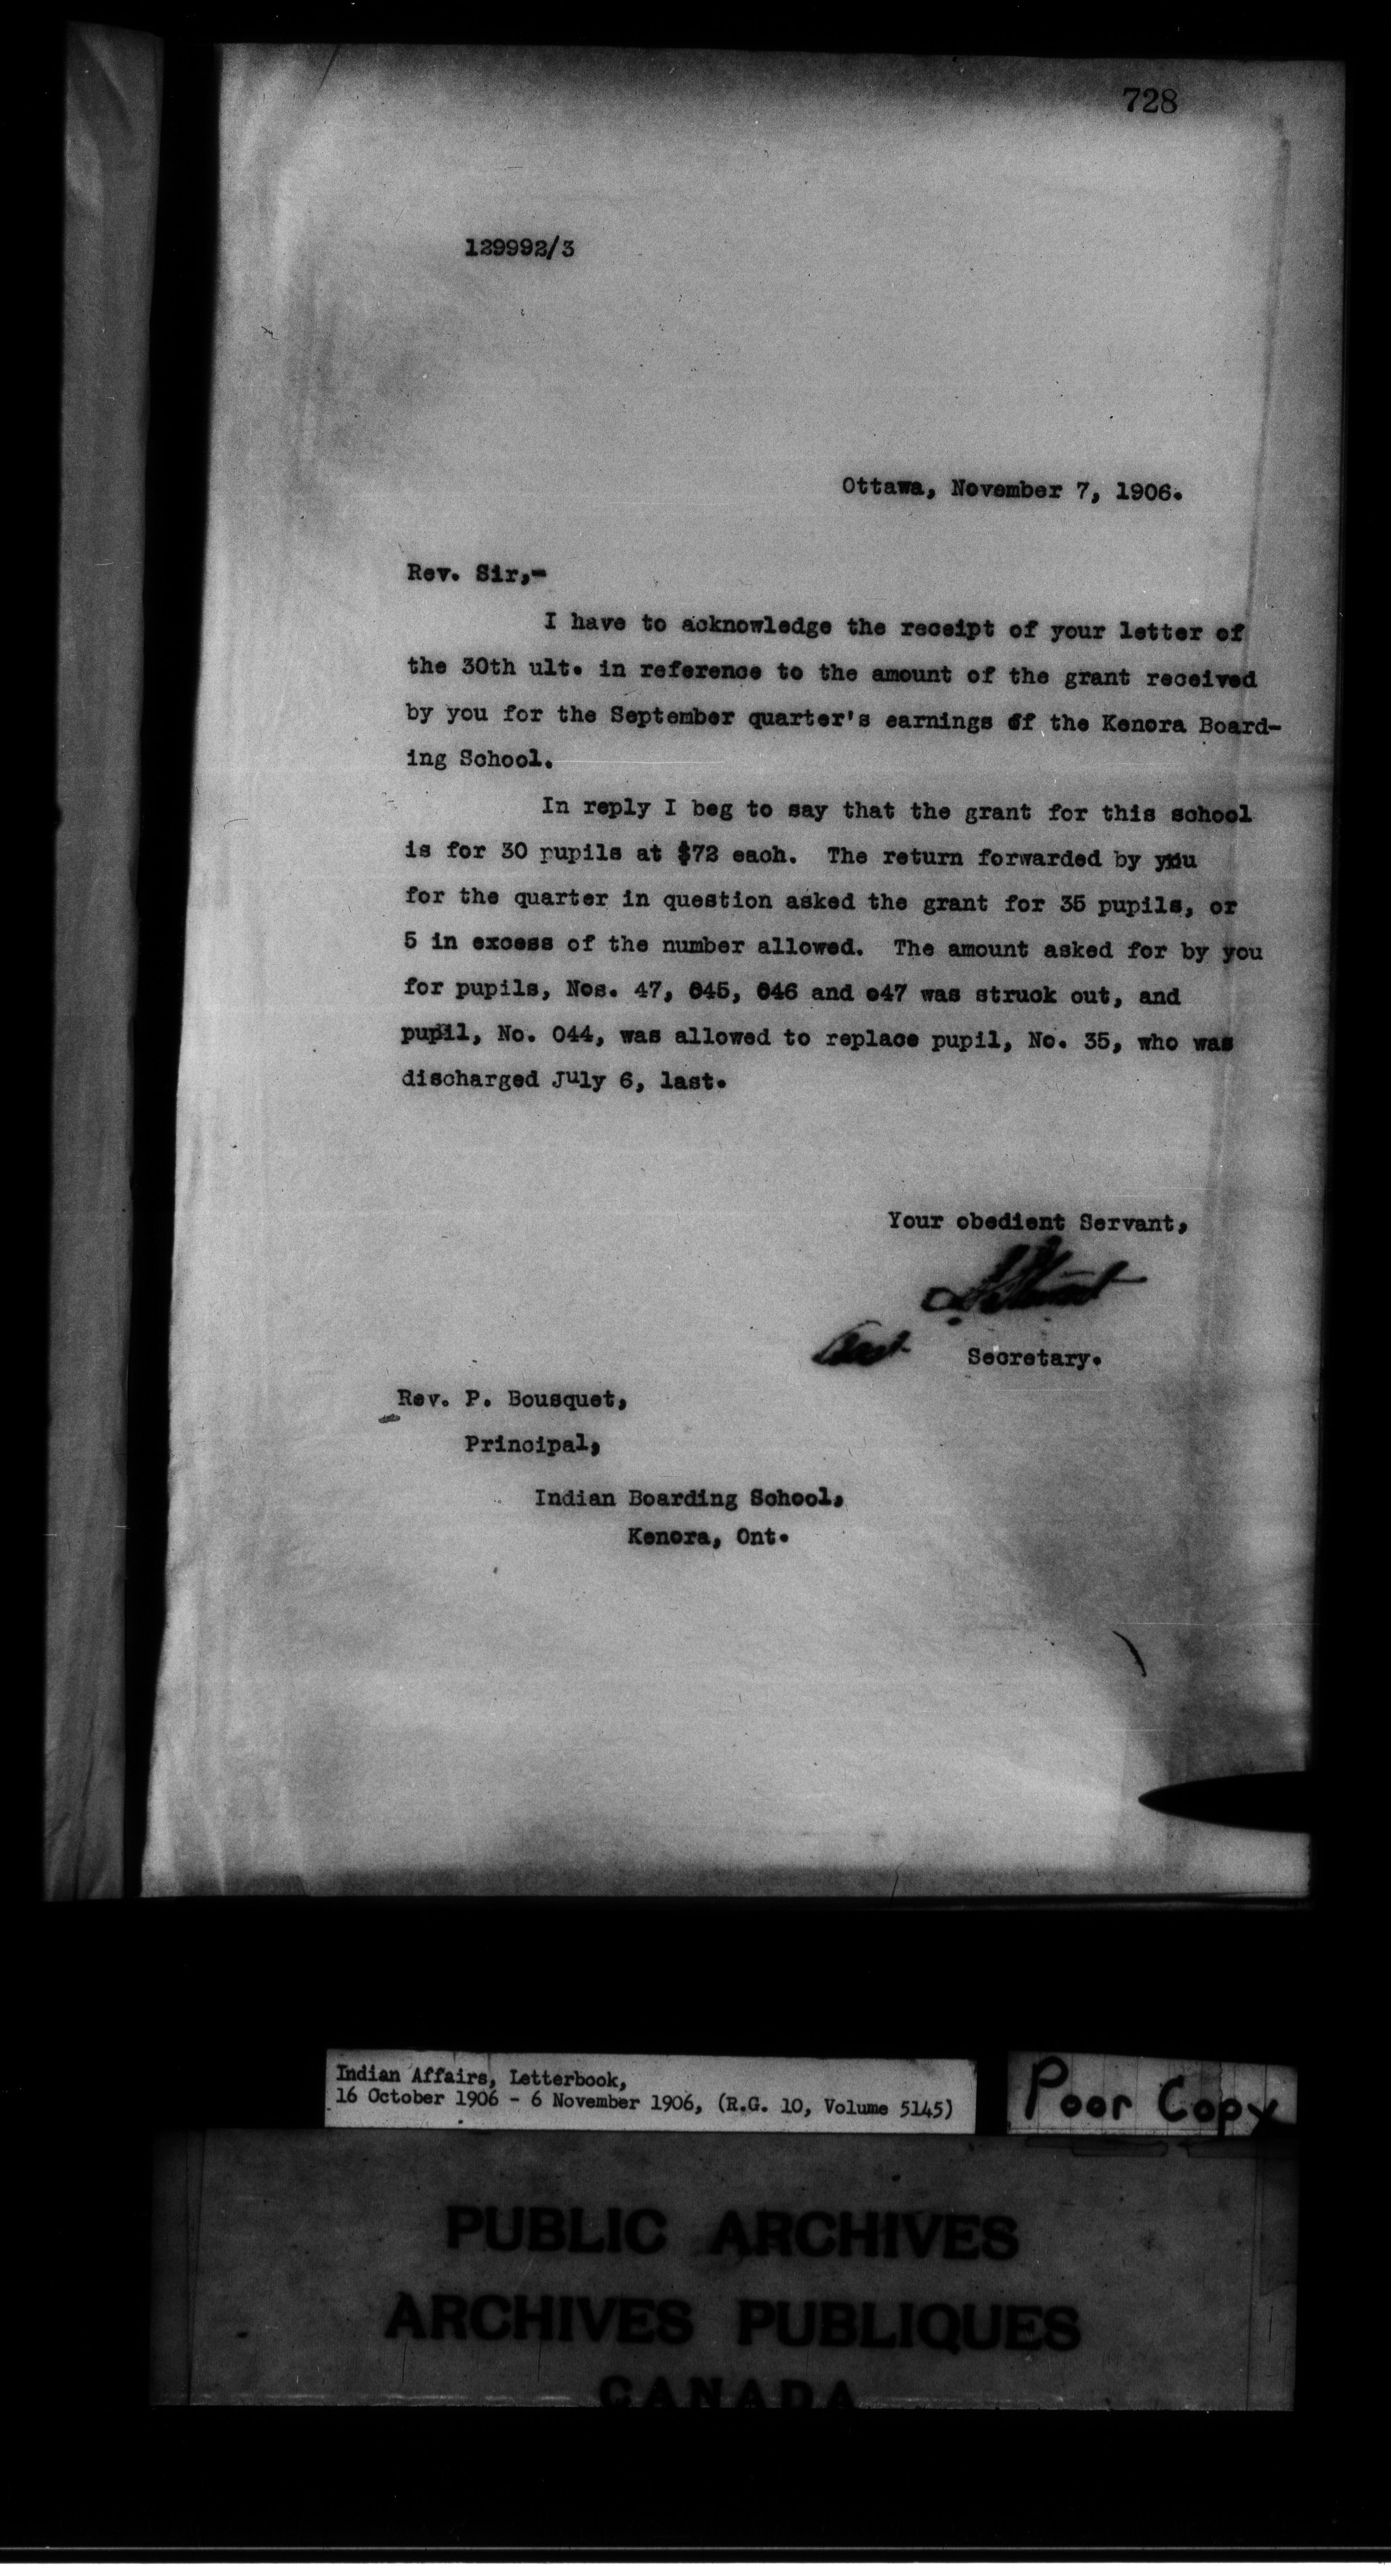 728
129992/3
Ottawa, November 7, 1906.
Rev. Sir,-
I have to acknowledge the receipt of your letter of
the 30th ult. in reference to the amount of the grant received
by you for the September quarter's earnings of the Kenora Board-
ing School.
In reply I beg to say that the grant for this school
is for 30 pupils at $72 each. The return forwarded by you
for the quarter in question asked the grant for 35 pupils, or
5 in excess of the number allowed. The amount asked for by you
for pupils, Nos. 47, 045, 046 and o47 was struck out, and
pupil, No. 044, was allowed to replace pupil, No. 35, who was
discharged July 6, last.
Your obedient Servant,
Asst Secretary.
Rev. P. Bousquet,
Principal,
Indian Boarding School,
Kenora, Ont.
Indian Affairs, Letterbook,
16 October 1906 - 6 November 1906, (R.G. 10, Volume 5145)
Poor Copy
PUBLIC ARCHIVES
ARCHIVES PUBLIQUES
CANADA